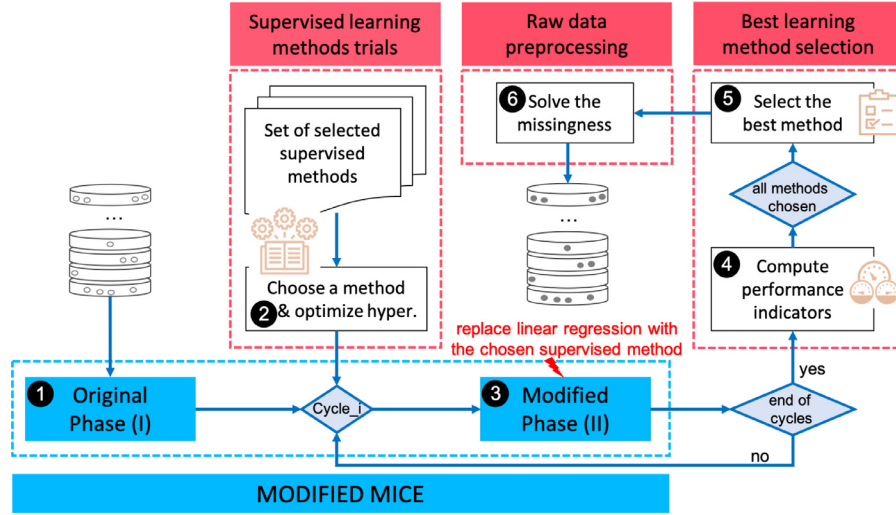 Supervised learning
methods trials
Raw data
preprocessing
Best learning
method selection
Set of selected
supervised
methods
6
Solve the
missingness
5
Select the
best method
...
...
all methods
chosen
2
Choose a method
& optimize hyper.
4
Compute
performance
indicators
replace linear regression with
the chosen supervised method
1
Original
Phase (I)
Cycle_i
3
Modified
Phase (II)
end of
cycles
yes
no
MODIFIED MICE